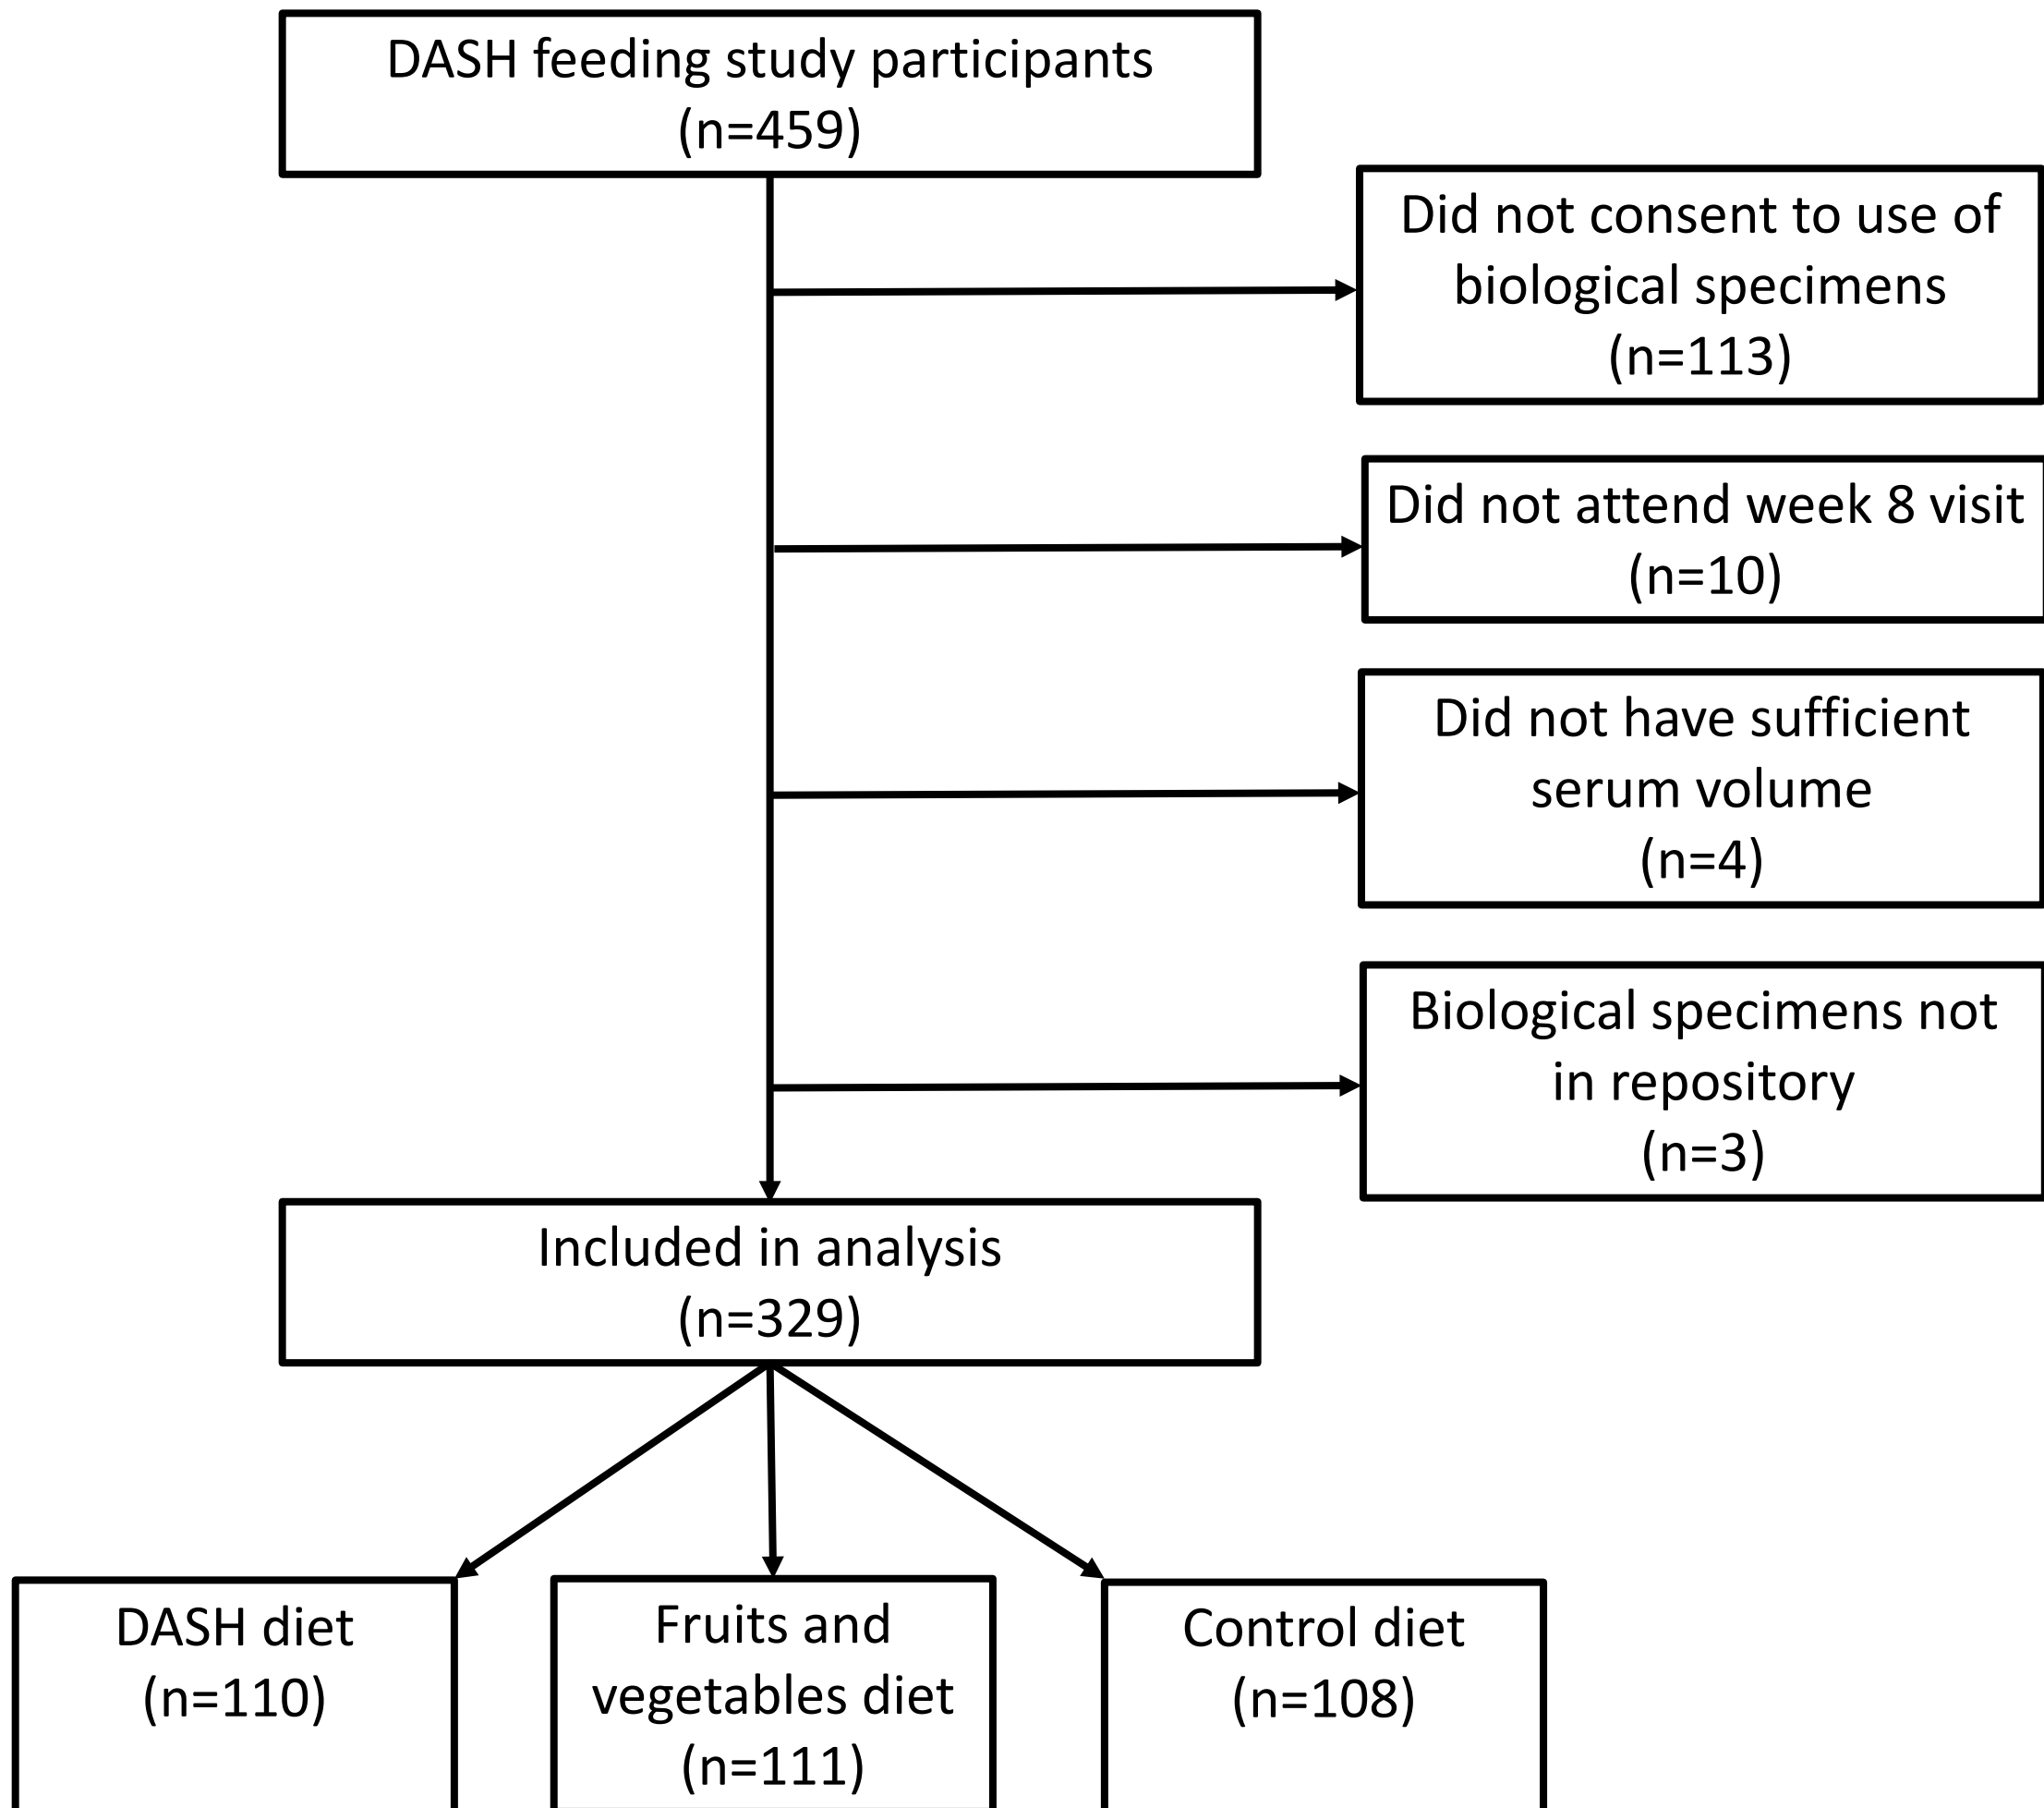 DASH feeding study participants
(n=459)
Did not consent to use of
biological specimens
(n=113)
Did not attend week 8 visit
(n=10)
Did not have sufficient
serum volume
(n=4)
Biological specimens not
in repository
(n=3)
Included in analysis
(n=329)
DASH diet
(n=110)
Fruits and
vegetables diet
(n=111)
Control diet
(n=108)